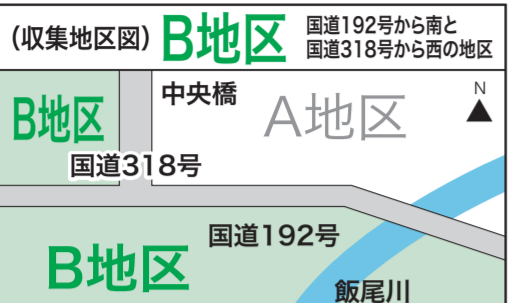 (収集地区図) B地区 国道192号から南と
国道318号から西の地区
中央橋
B地区
A地区
N
国道318号
国道192号
B地区
飯尾川